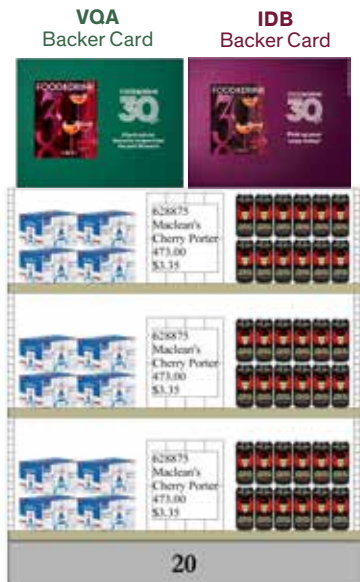 VQA
Backer Card
IDB
Backer Card
FOOD&DRINK
30
FOOD&DRINK
30
628875
Maclean's
Cherry Porter
473.00
$3.35
628875
Maclean's
Cherry Porter
473.00
$3.35
628875
Maclean's
Cherry Porter
473.00
$3.35
20